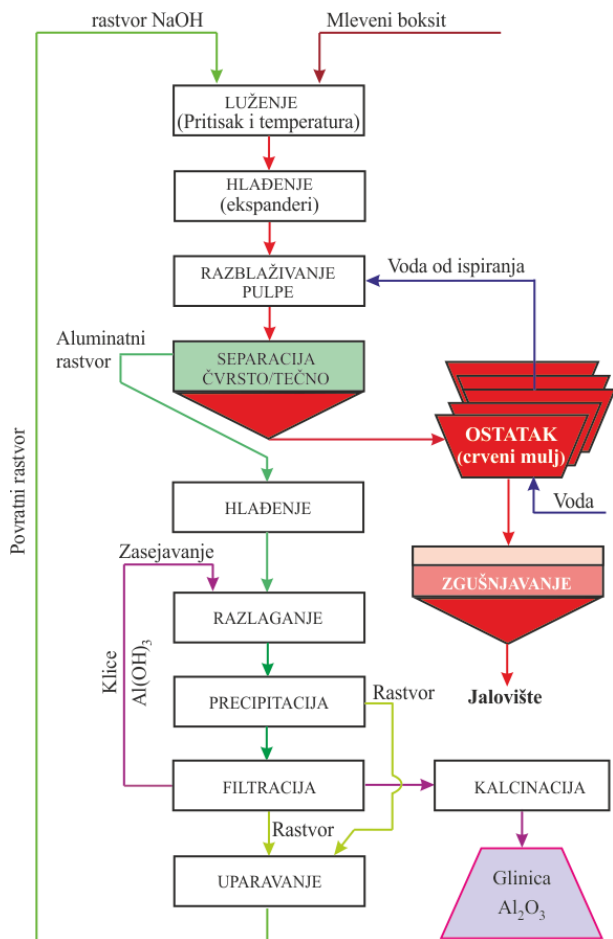 rastvor NaOH
Mleveni boksit
LUŽENJE
(Pritisak i temperatura)
HLAĐENJE
(ekspanderi)
RAZBLAŽIVANJE
PULPE
Voda od ispiranja
Aluminatni
rastvor
SEPARACIJA
ČVRSTO/TEČNO
OSTATAK
(crveni mulj)
Povratni rastvor
HLAĐENJE
Voda
Zasejavanje
ZGUŠNJAVANJE
RAZLAGANJE
Klice
Al(OH)₃
PRECIPITACIJA
Rastvor
Jalovište
FILTRACIJA
KALCINACIJA
Rastvor
UPARAVANJE
Glinica
Al₂O₃